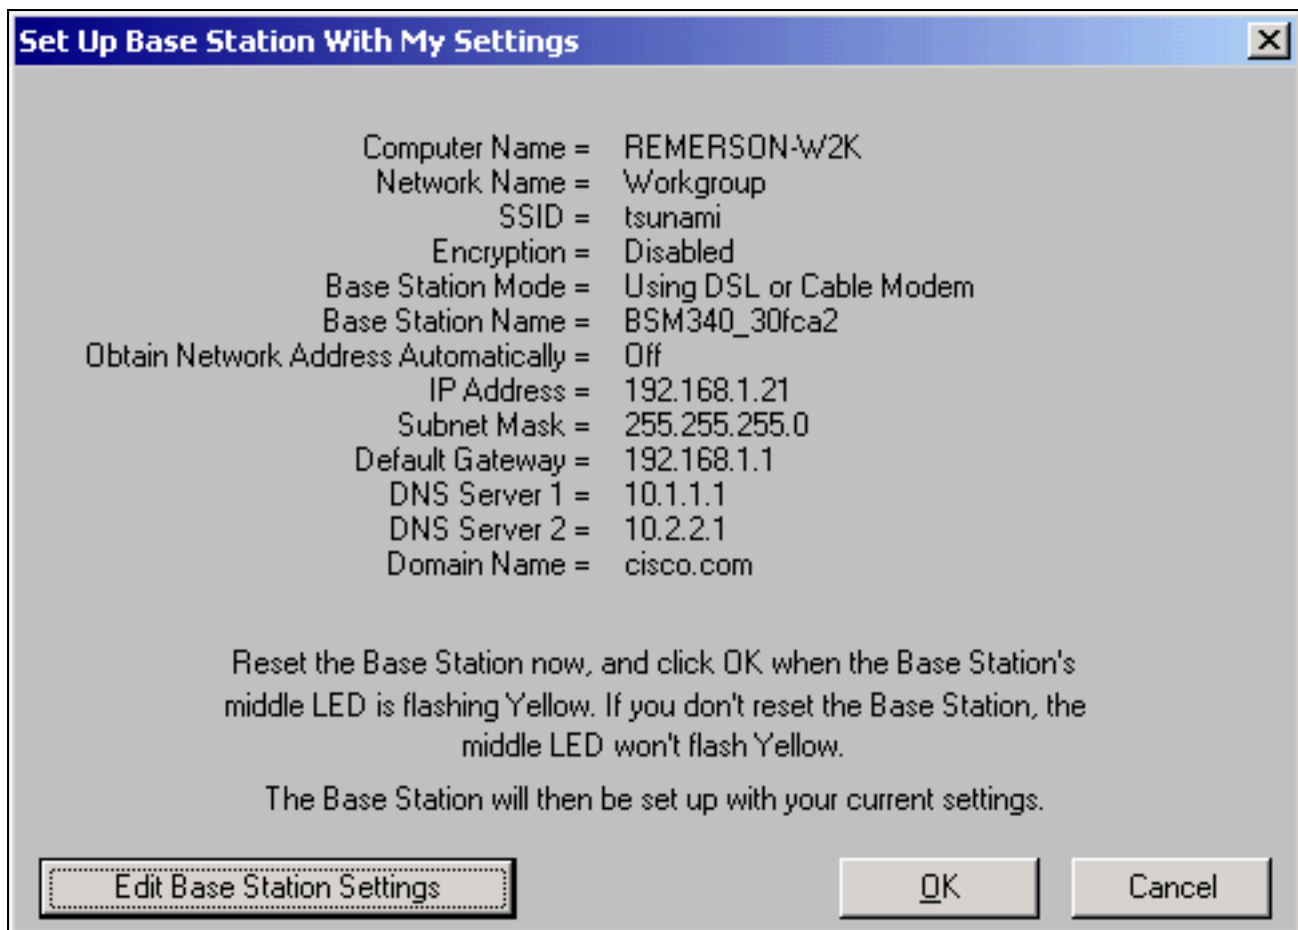 Set Up Base Station With My Settings
Computer Name = REMERSON-W2K
Network Name = Workgroup
SSID = tsunami
Encryption = Disabled
Base Station Mode = Using DSL or Cable Modem
Base Station Name = BSM340_30fca2
Obtain Network Address Automatically = Off
IP Address = 192.168.1.21
Subnet Mask = 255.255.255.0
Default Gateway = 192.168.1.1
DNS Server 1 = 10.1.1.1
DNS Server 2 = 10.2.2.1
Domain Name = cisco.com
Reset the Base Station now, and click OK when the Base Station's
middle LED is flashing Yellow. If you don't reset the Base Station, the
middle LED won't flash Yellow.
The Base Station will then be set up with your current settings.
Edit Base Station Settings OK Cancel